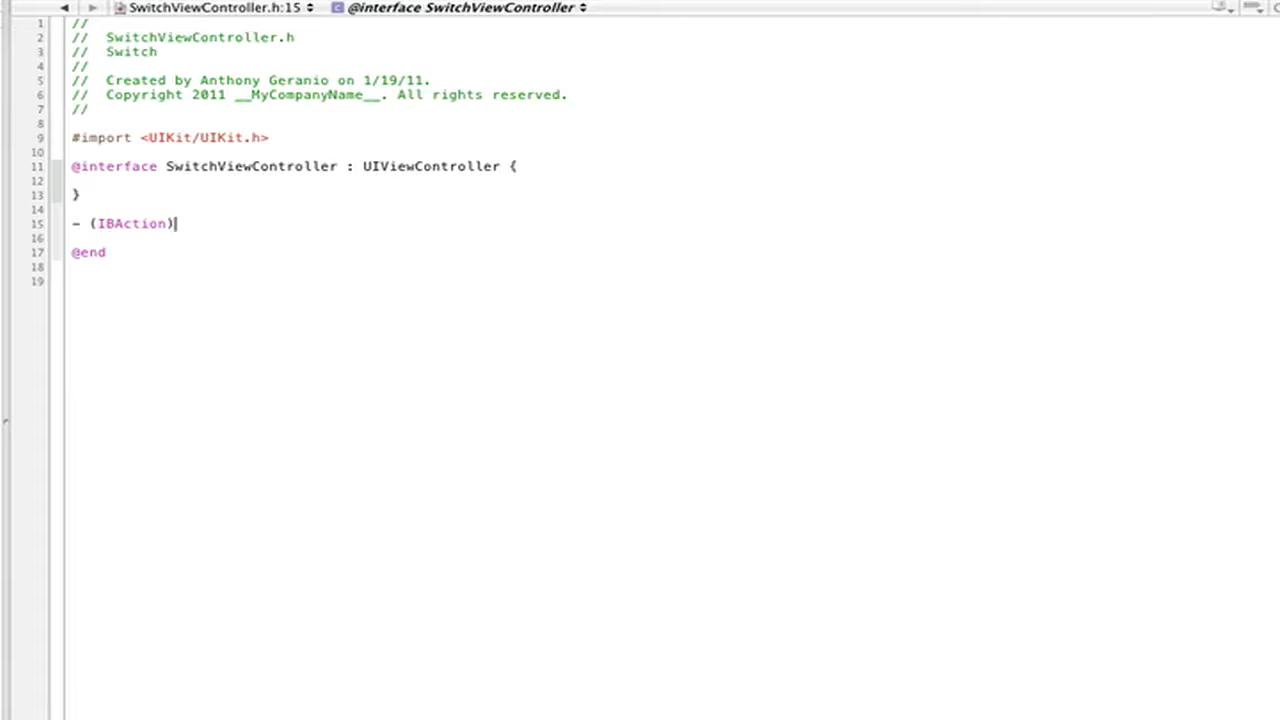 SwitchViewController.h:15 @interface SwitchViewController
1 //
2 // SwitchViewController.h
3 // Switch
4 //
5 // Created by Anthony Geranio on 1/19/11.
6 // Copyright 2011 __MyCompanyName__. All rights reserved.
7 //
8
9 #import <UIKit/UIKit.h>
10
11 @interface SwitchViewController : UIViewController {
12
13 }
14
15 - (IBAction)
16
17 @end
18
19